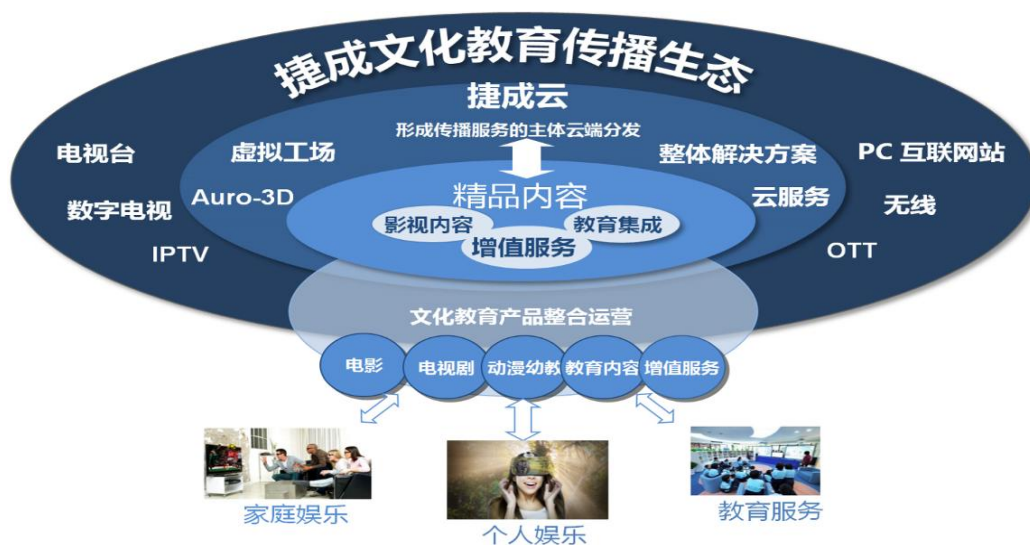 捷成文化教育传播生态
捷成云
形成传播服务的主体云端分发
电视台
虚拟工场
整体解决方案
PC 互联网站
数字电视
Auro-3D
精品内容
云服务
无线
影视内容
教育集成
增值服务
IPTV
OTT
文化教育产品整合运营
电影
电视剧
动漫幼教
教育内容
增值服务
家庭娱乐
个人娱乐
教育服务